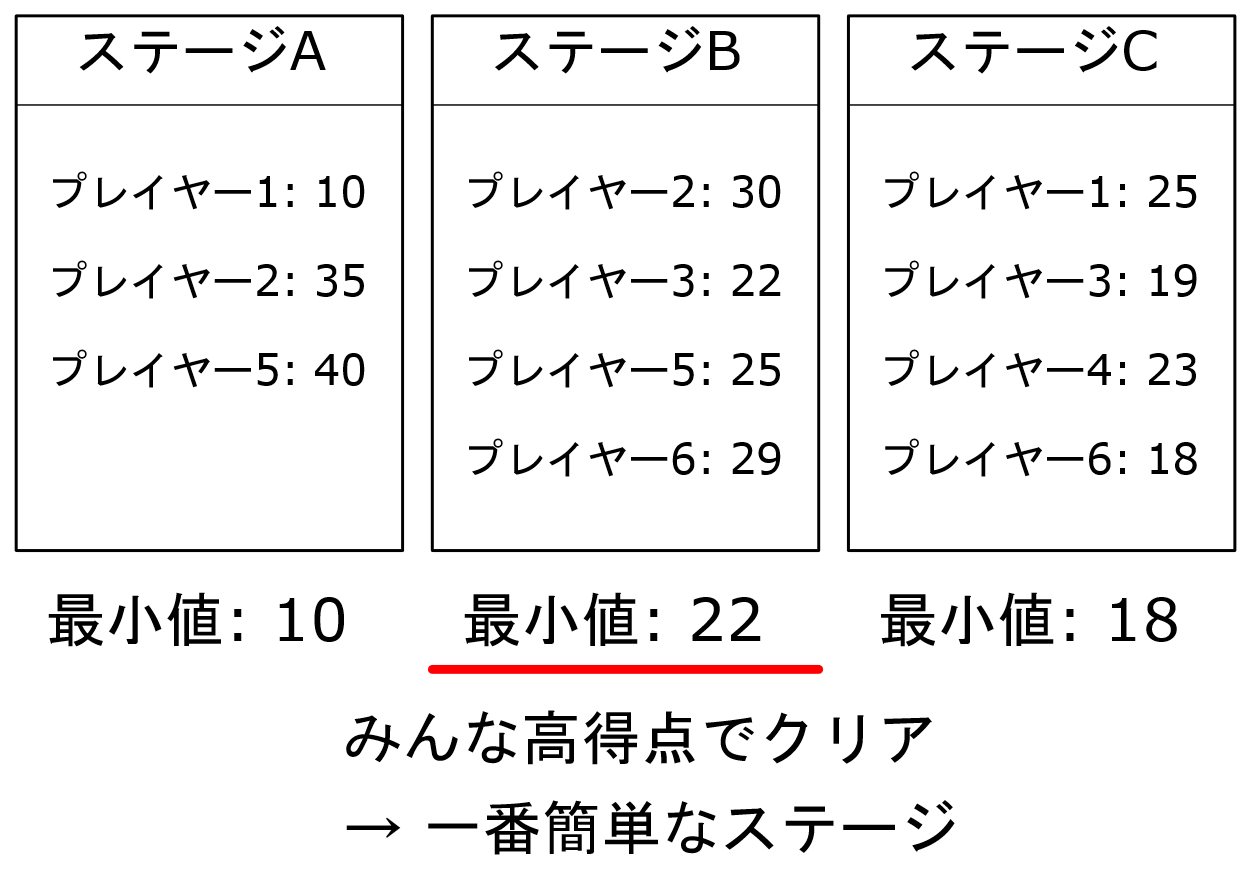 ステージA
プレイヤー1: 10
プレイヤー2: 35
プレイヤー5: 40
最小値: 10
ステージB
プレイヤー2: 30
プレイヤー3: 22
プレイヤー5: 25
プレイヤー6: 29
最小値: 22
ステージC
プレイヤー1: 25
プレイヤー3: 19
プレイヤー4: 23
プレイヤー6: 18
最小値: 18
みんな高得点でクリア
→ 一番簡単なステージ